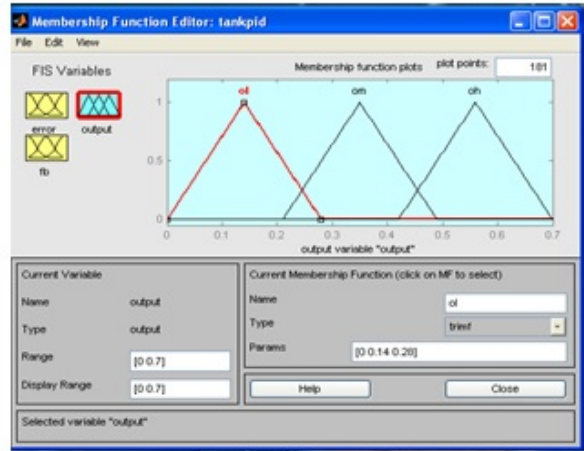 Membership Function Editor: tankpid
File Edit View
FIS Variables
Membership function plots plot points: 181
ol om oh
error output
fb
1
0.5
0
0 0.1 0.2 0.3 0.4 0.5 0.6 0.7
output variable "output"
Current Variable
Name output
Type output
Range [0 0.7]
Display Range [0 0.7]
Current Membership Function (click on MF to select)
Name ol
Type trimf
Params [0 0.14 0.28]
Help Close
Selected variable "output"